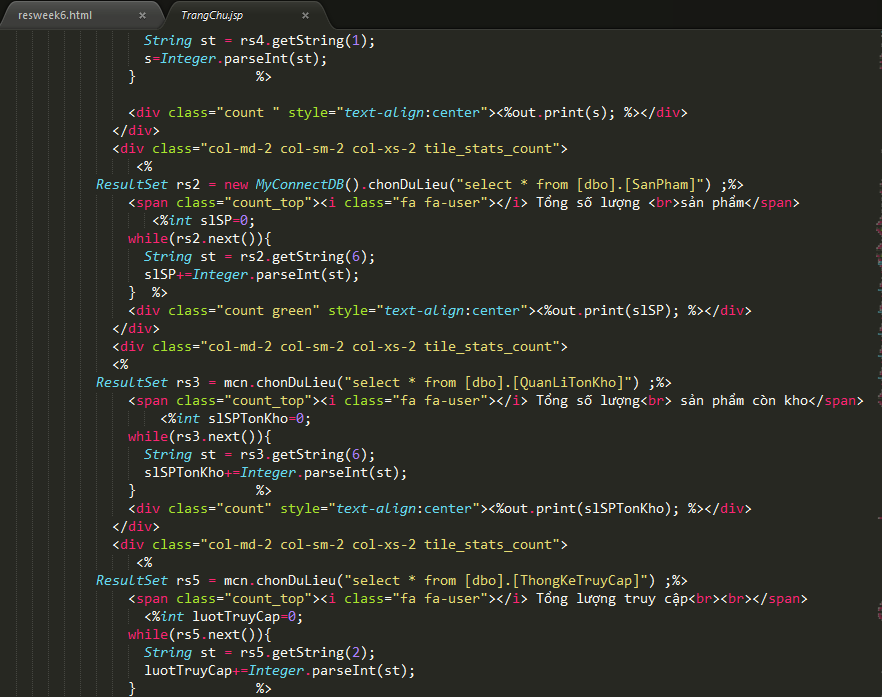 resweek6.html × TrangChu.jsp ×
String st = rs4.getString(1);
s=Integer.parseInt(st);
} %>
<div class="count " style="text-align:center"><%out.print(s); %></div>
</div>
<div class="col-md-2 col-sm-2 col-xs-2 tile_stats_count">
<%
ResultSet rs2 = new MyConnectDB().chonDuLieu("select * from [dbo].[SanPham]") ;%>
<span class="count_top"><i class="fa fa-user"></i> Tổng số lượng <br>sản phẩm</span>
<%int slSP=0;
while(rs2.next()){
String st = rs2.getString(6);
slSP+=Integer.parseInt(st);
} %>
<div class="count green" style="text-align:center"><%out.print(slSP); %></div>
</div>
<div class="col-md-2 col-sm-2 col-xs-2 tile_stats_count">
<%
ResultSet rs3 = mcn.chonDuLieu("select * from [dbo].[QuanLiTonKho]") ;%>
<span class="count_top"><i class="fa fa-user"></i> Tổng số lượng<br> sản phẩm còn kho</span>
<%int slSPTonKho=0;
while(rs3.next()){
String st = rs3.getString(6);
slSPTonKho+=Integer.parseInt(st);
} %>
<div class="count" style="text-align:center"><%out.print(slSPTonKho); %></div>
</div>
<div class="col-md-2 col-sm-2 col-xs-2 tile_stats_count">
<%
ResultSet rs5 = mcn.chonDuLieu("select * from [dbo].[ThongKeTruyCap]") ;%>
<span class="count_top"><i class="fa fa-user"></i> Tổng lượng truy cập<br><br></span>
<%int luotTruyCap=0;
while(rs5.next()){
String st = rs5.getString(2);
luotTruyCap+=Integer.parseInt(st);
} %>